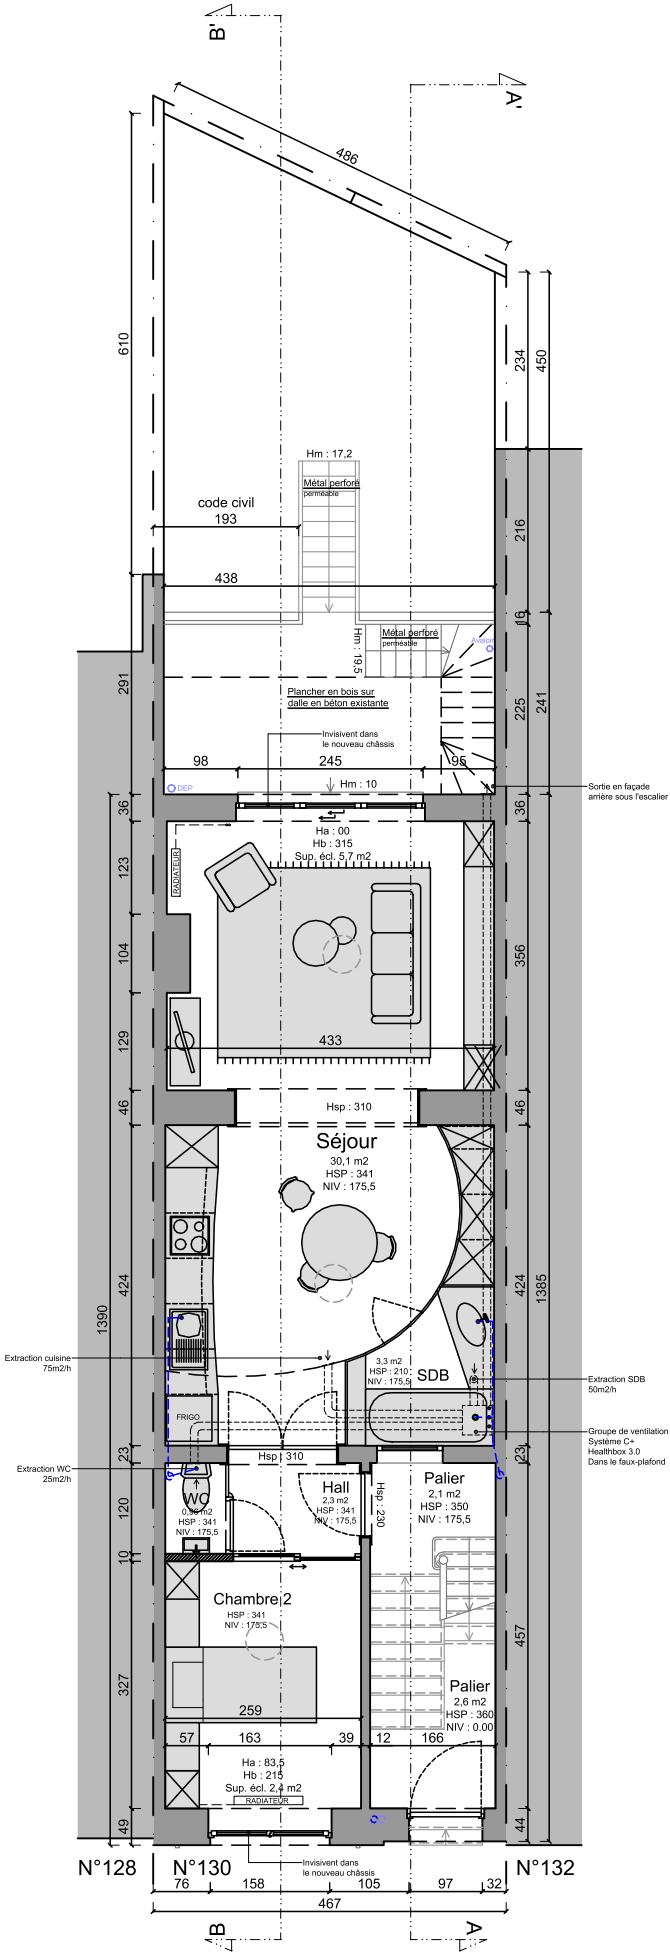 B'
A'
486
610
234
450
Hm : 17,2
Métal perforé
perméable
code civil
193
216
438
16
Métal perforé
perméable
Avaloir
Hm : 19,5
291
Plancher en bois sur
dalle en béton existante
225
241
Invisivent dans
le nouveau châssis
98
245
95
DEP
Hm : 10
Sortie en façade
arrière sous l'escalier
36
36
Ha : 00
Hb : 315
Sup. écl. 5,7 m2
RADIATEUR
123
104
356
129
433
46
Hsp : 310
46
Séjour
30,1 m2
HSP : 341
NIV : 175,5
424
424
1390
1385
Extraction cuisine
75m2/h
3,3 m2
HSP : 210
NIV : 175,5
SDB
Extraction SDB
50m2/h
FRIGO
Groupe de ventilation
Système C+
Healthbox 3.0
Dans le faux-plafond
23
Hsp : 310
23
Extraction WC
25m2/h
WC
0,96 m2
HSP : 341
NIV : 175,5
Hall
2,3 m2
HSP : 341
NIV : 175,5
Hsp : 230
Palier
2,1 m2
HSP : 350
NIV : 175,5
120
10
Chambre 2
HSP : 341
NIV : 175,5
457
327
Palier
2,6 m2
HSP : 360
NIV : 0.00
259
57
163
39
12
166
Ha : 83,5
Hb : 215
Sup. écl. 2,4 m2
RADIATEUR
49
44
Invisivent dans
le nouveau châssis
N°128
N°130
N°132
76
158
105
97
32
467
B
A